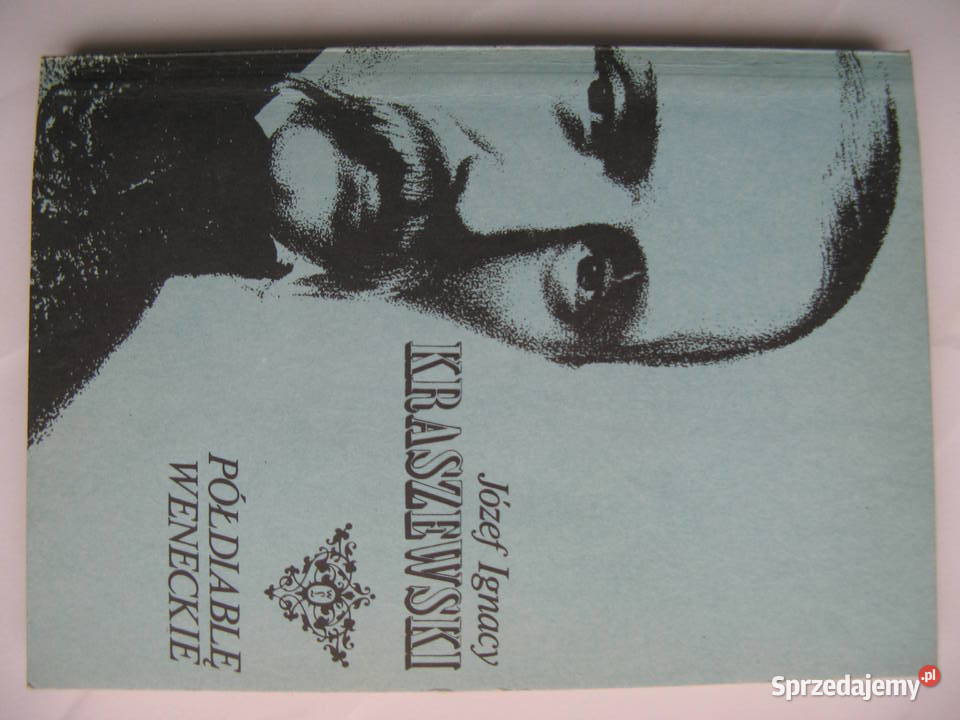 Józef Ignacy
KRASZEWSKI
PÓŁDIABLĘ
WENECKIE
Sprzedajemy.pl